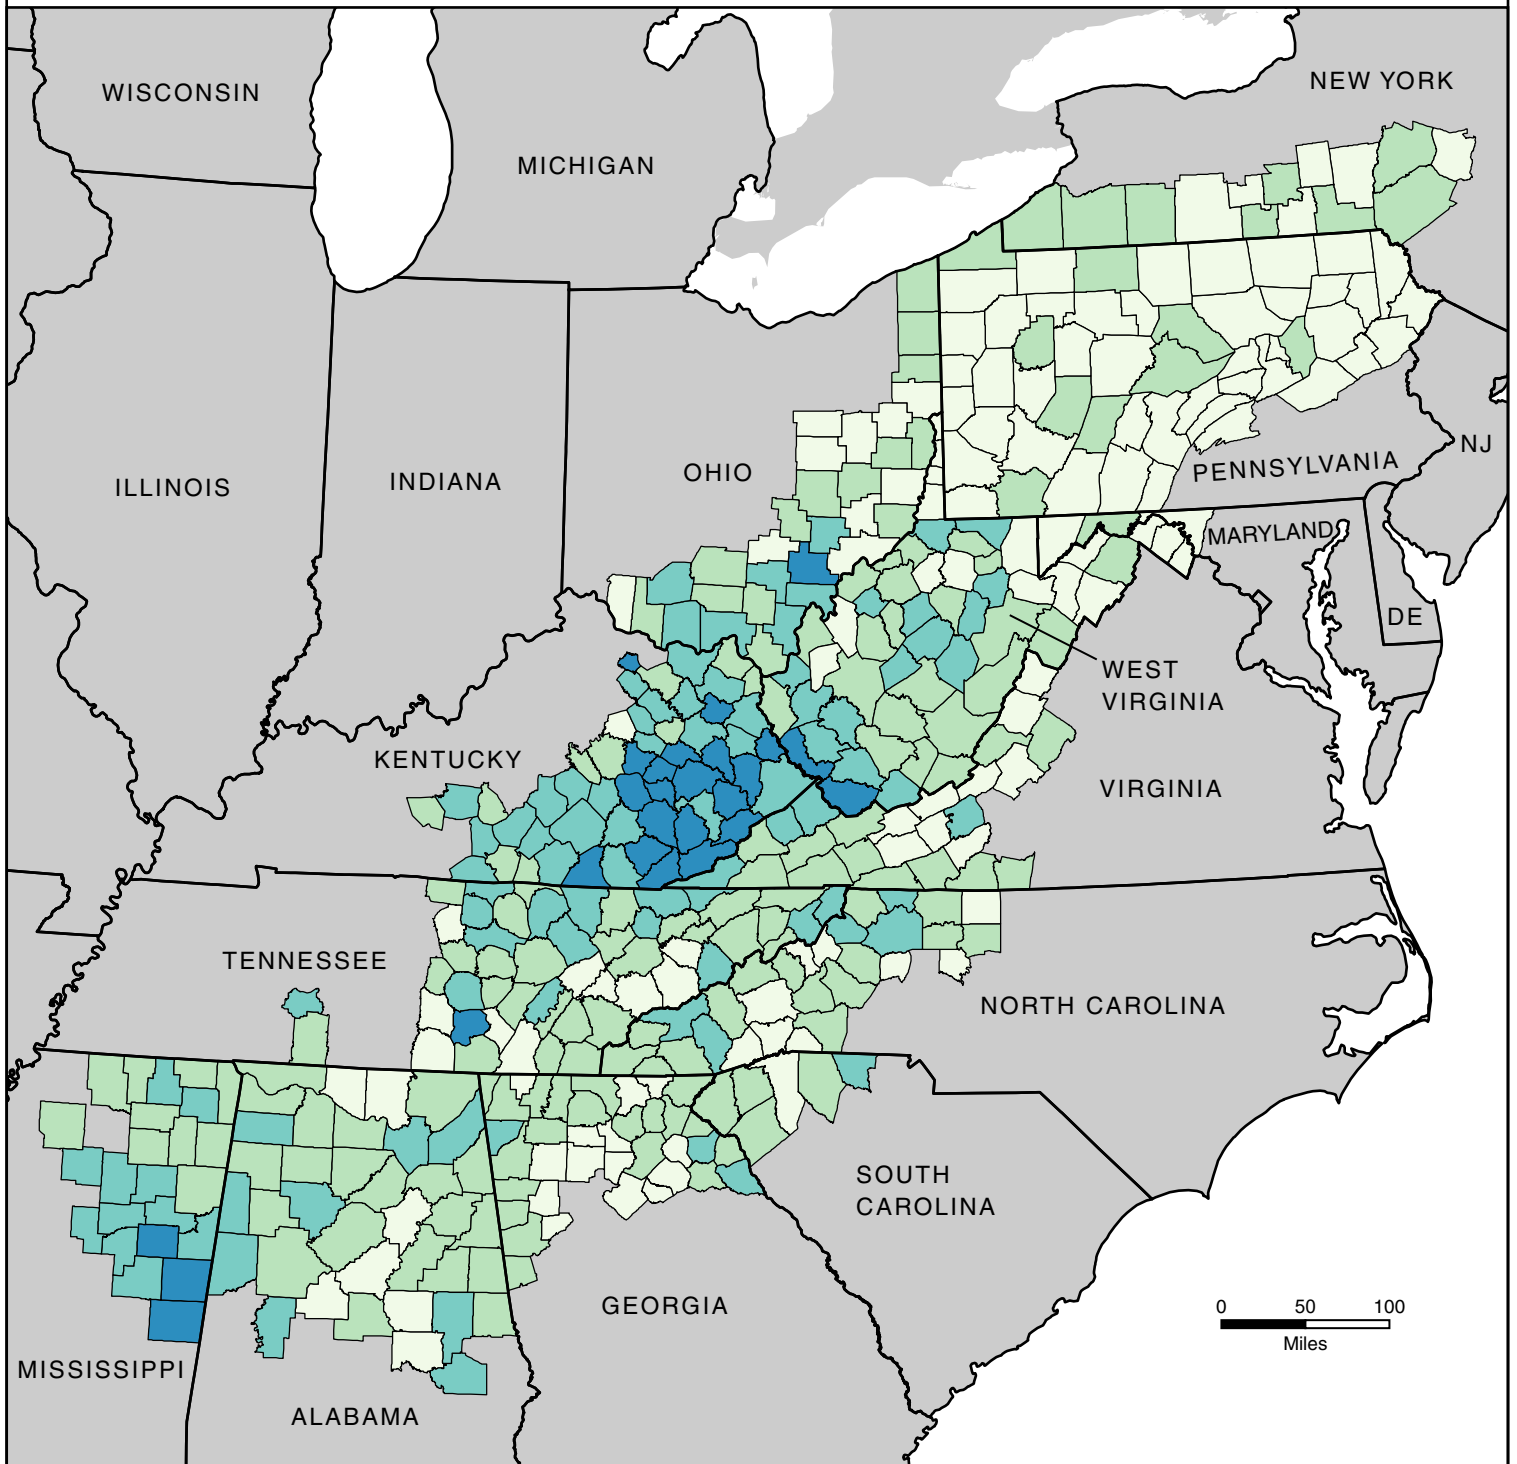 NEW YORK
WISCONSIN
MICHIGAN
NJ
PENNSYLVANIA
OHIO
INDIANA
ILLINOIS
MARYLAND
DE
WEST
VIRGINIA
KENTUCKY
VIRGINIA
TENNESSEE
NORTH CAROLINA
SOUTH
CAROLINA
GEORGIA
0 50 100
Miles
MISSISSIPPI
ALABAMA